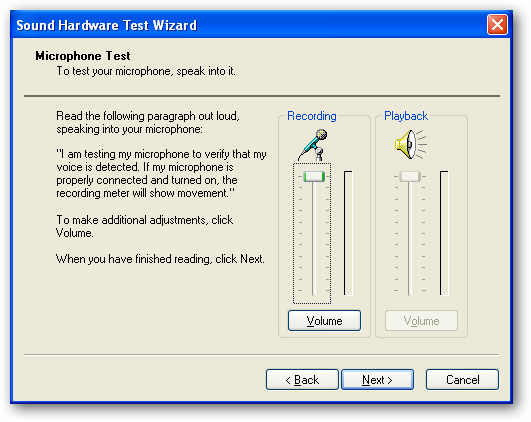 Sound Hardware Test Wizard
Microphone Test
To test your microphone, speak into it.
Read the following paragraph out loud,
speaking into your microphone:
"I am testing my microphone to verify that my
voice is detected. If my microphone is
properly connected and turned on, the
recording meter will show movement."
To make additional adjustments, click
Volume.
When you have finished reading, click Next.
Recording
Volume
Playback
Volume
< Back
Next >
Cancel